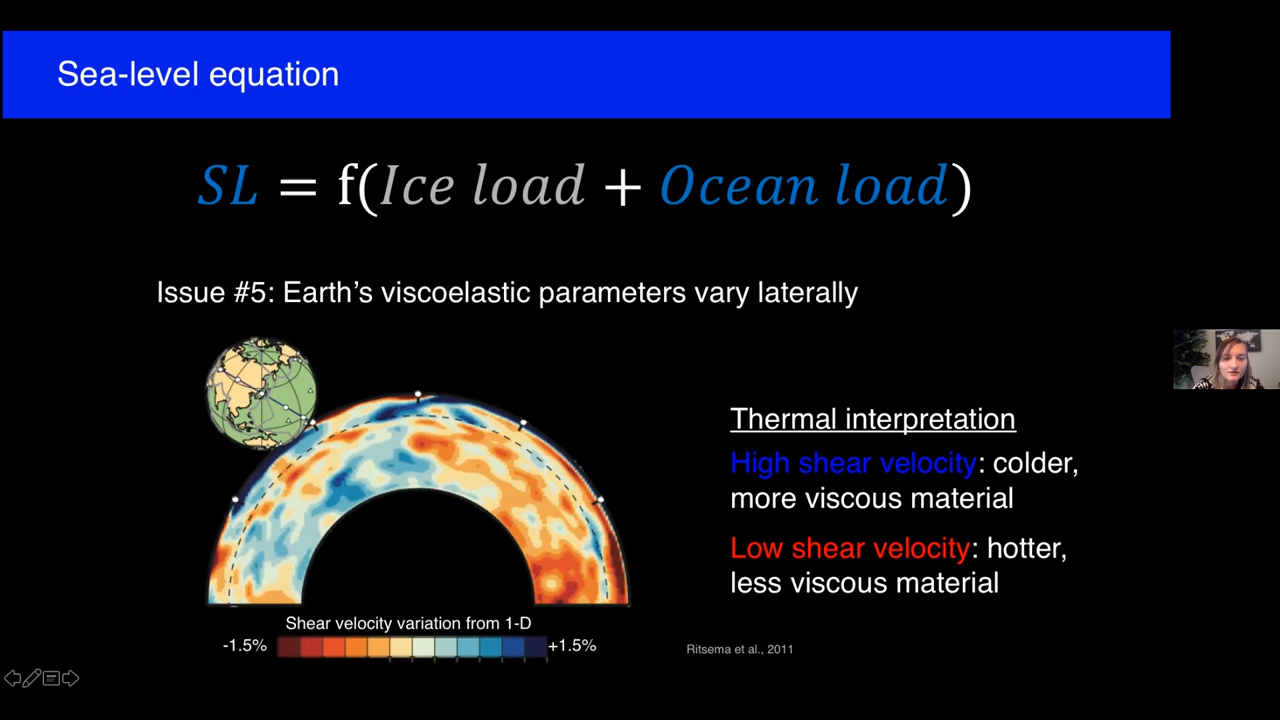 Sea-level equation
SL = f(Ice load + Ocean load)
Issue #5: Earth's viscoelastic parameters vary laterally
Thermal interpretation
High shear velocity: colder,
more viscous material
Low shear velocity: hotter,
less viscous material
Shear velocity variation from 1-D
-1.5% +1.5%
Ritsema et al., 2011